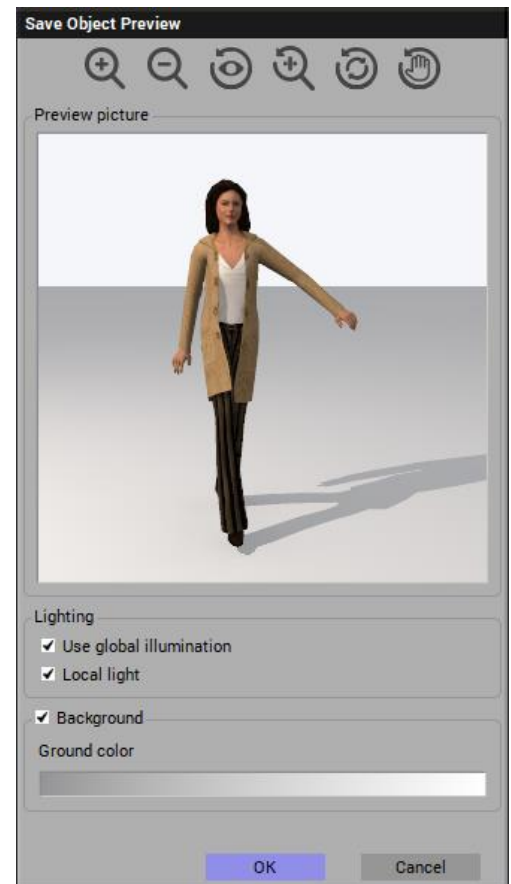 Save Object Preview
Preview picture
Lighting
Use global illumination
Local light
Background
Ground color
OK
Cancel